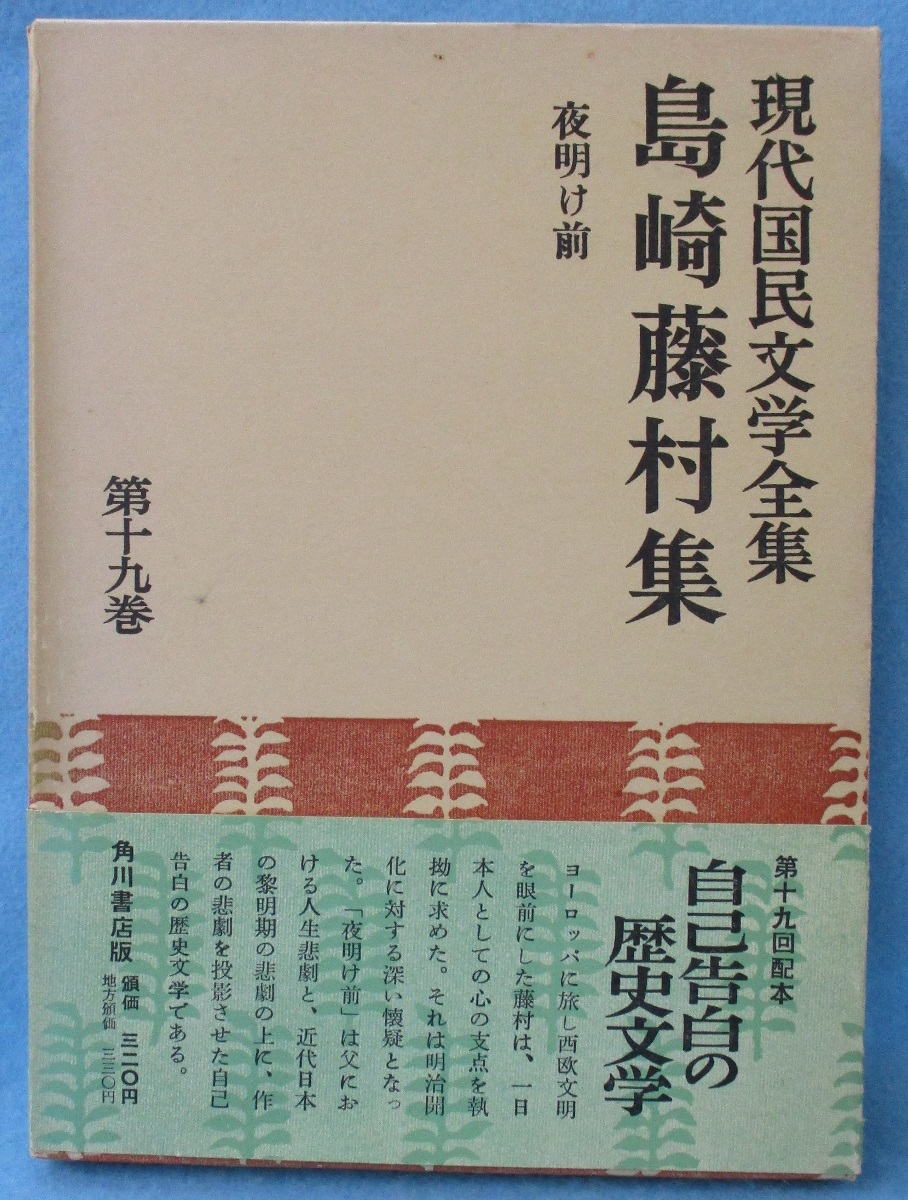 現代国民文学全集
島崎藤村集
夜明け前
第十九巻
第十九回配本
自己告白の
歴史文学
ヨーロッパに旅し西欧文明
を眼前にした藤村は、一日
本人としての心の支点を執
拗に求めた。それは明治開
化に対する深い懐疑となっ
た。「夜明け前」は父にお
ける人生悲劇と、近代日本
の黎明期の悲劇の上に、作
者の悲劇を投影させた自己
告白の歴史文学である。
角川書店版
頒価 三二〇円
地方頒価 三三〇円